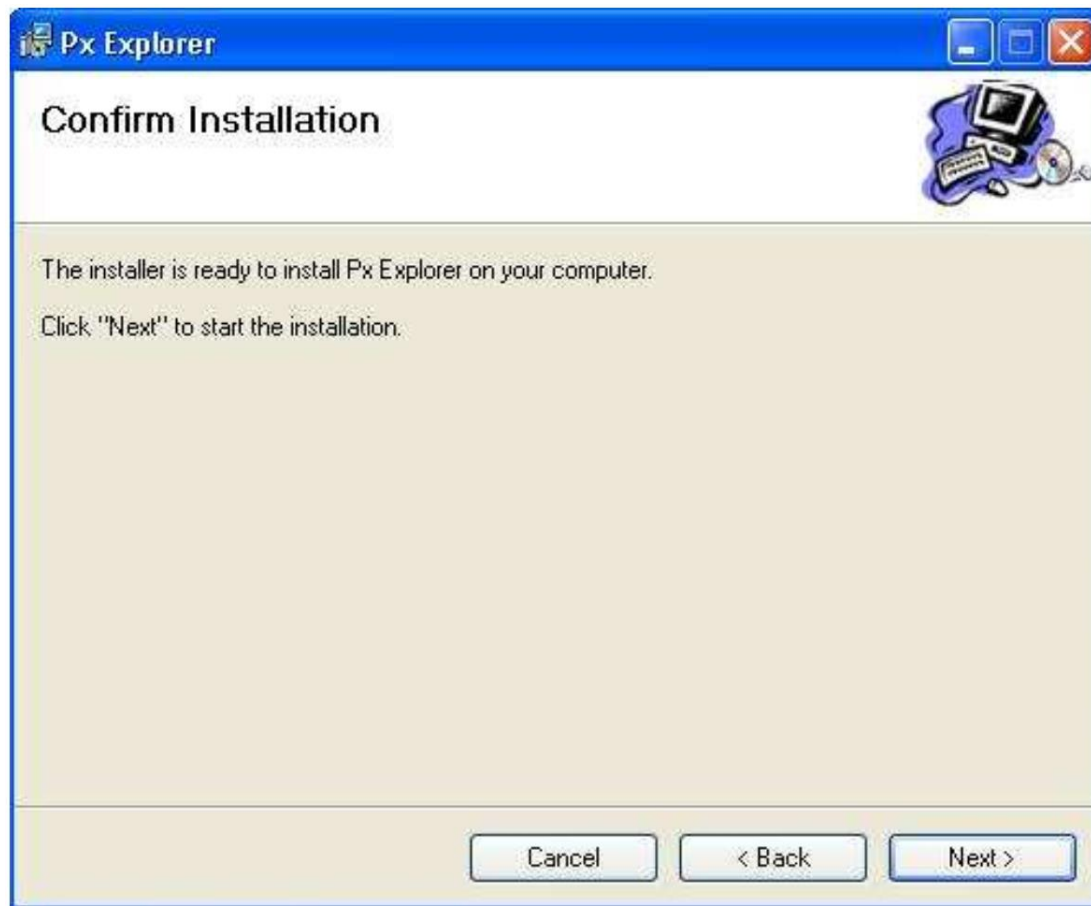 Px Explorer
Confirm Installation
The installer is ready to install Px Explorer on your computer.
Click "Next" to start the installation.
Cancel
< Back
Next >